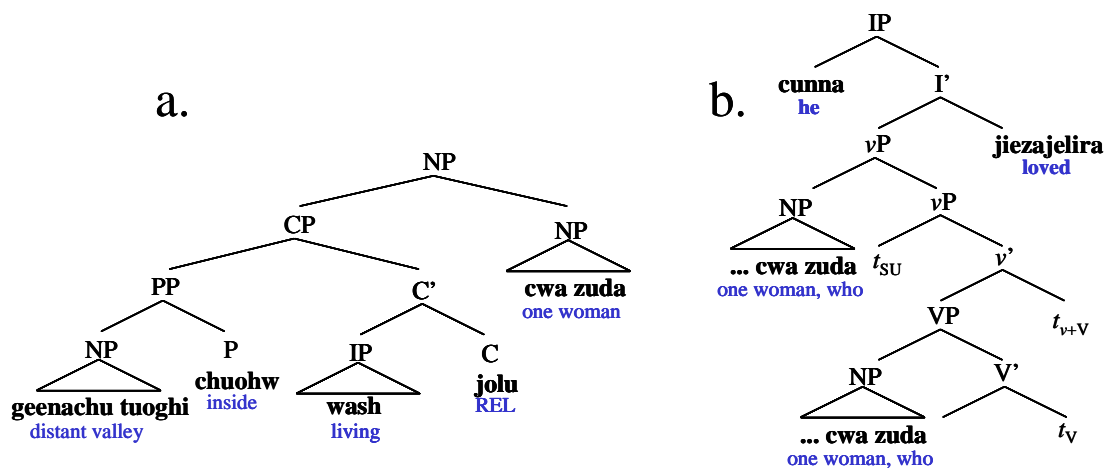 a.
NP
CP NP
cwa zuda
one woman
PP C’
NP P IP C
geenachu tuoghi chuohw wash jolu
distant valley inside living REL
b.
IP
cunna I’
he
vP jiezajelira
loved
NP vP
... cwa zuda tSU v’
one woman, who
VP tv+V
NP V’
... cwa zuda tV
one woman, who